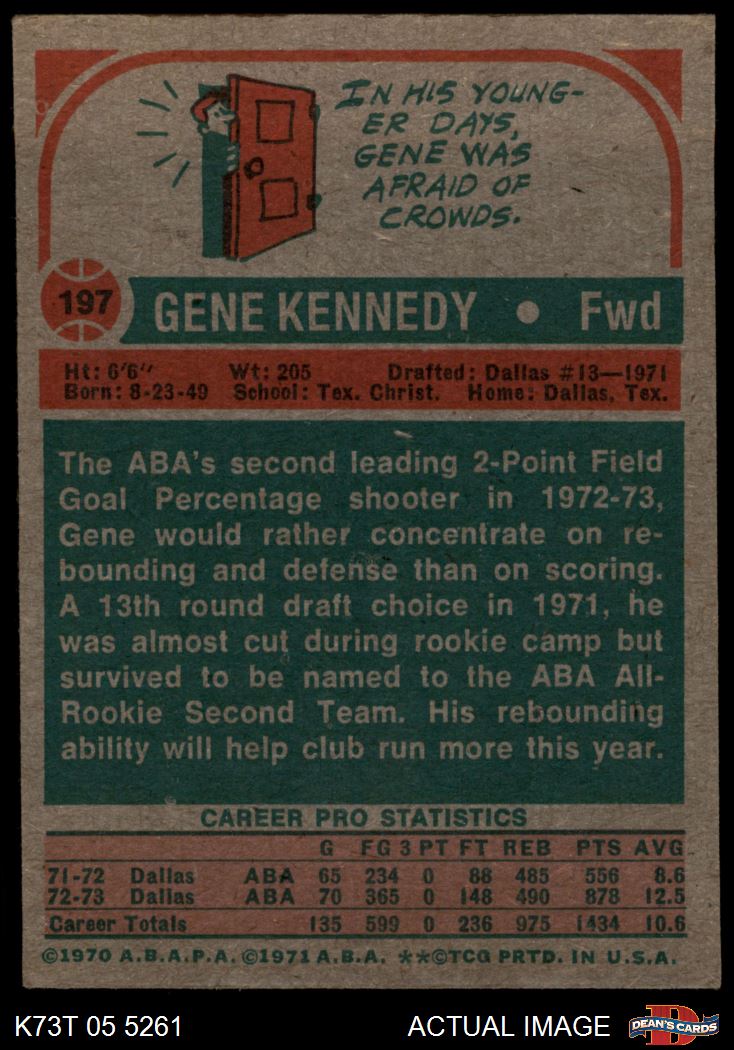 IN HIS YOUNG-
ER DAYS,
GENE WAS
AFRAID OF
CROWDS.
197 GENE KENNEDY • Fwd
Ht: 6'6" Wt: 205 Drafted: Dallas #13—1971
Born: 8-23-49 School: Tex. Christ. Home: Dallas, Tex.
The ABA's second leading 2-Point Field
Goal Percentage shooter in 1972-73,
Gene would rather concentrate on re-
bounding and defense than on scoring.
A 13th round draft choice in 1971, he
was almost cut during rookie camp but
survived to be named to the ABA All-
Rookie Second Team. His rebounding
ability will help club run more this year.
CAREER PRO STATISTICS
G FG 3 PT FT REB PTS AVG
71-72 Dallas ABA 65 234 0 88 485 556 8.6
72-73 Dallas ABA 70 365 0 148 490 878 12.5
Career Totals 135 599 0 236 975 1434 10.6
©1970 A.B.A.P.A. ©1971 A.B.A. **©TCG PRTD. IN U.S.A.
K73T 05 5261 ACTUAL IMAGE D DEAN'S CARDS